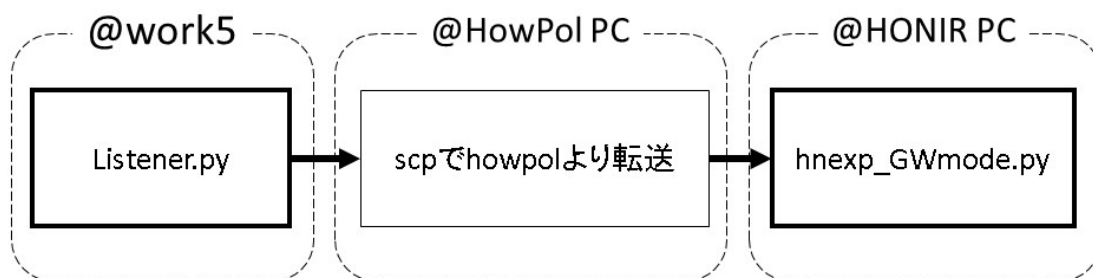 @work5
@HowPol PC
@HONIR PC
Listener.py
scpでhowpolより転送
hnexp_GWmode.py